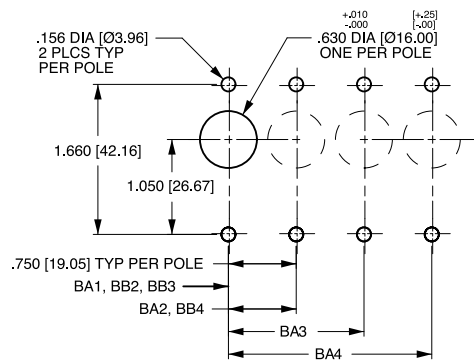 +.010 [+.25]
-.000 [-.00]
.156 DIA [Ø3.96] .630 DIA [Ø16.00]
2 PLCS TYP ONE PER POLE
PER POLE
1.660 [42.16]
1.050 [26.67]
.750 [19.05] TYP PER POLE
BA1, BB2, BB3
BA2, BB4
BA3
BA4